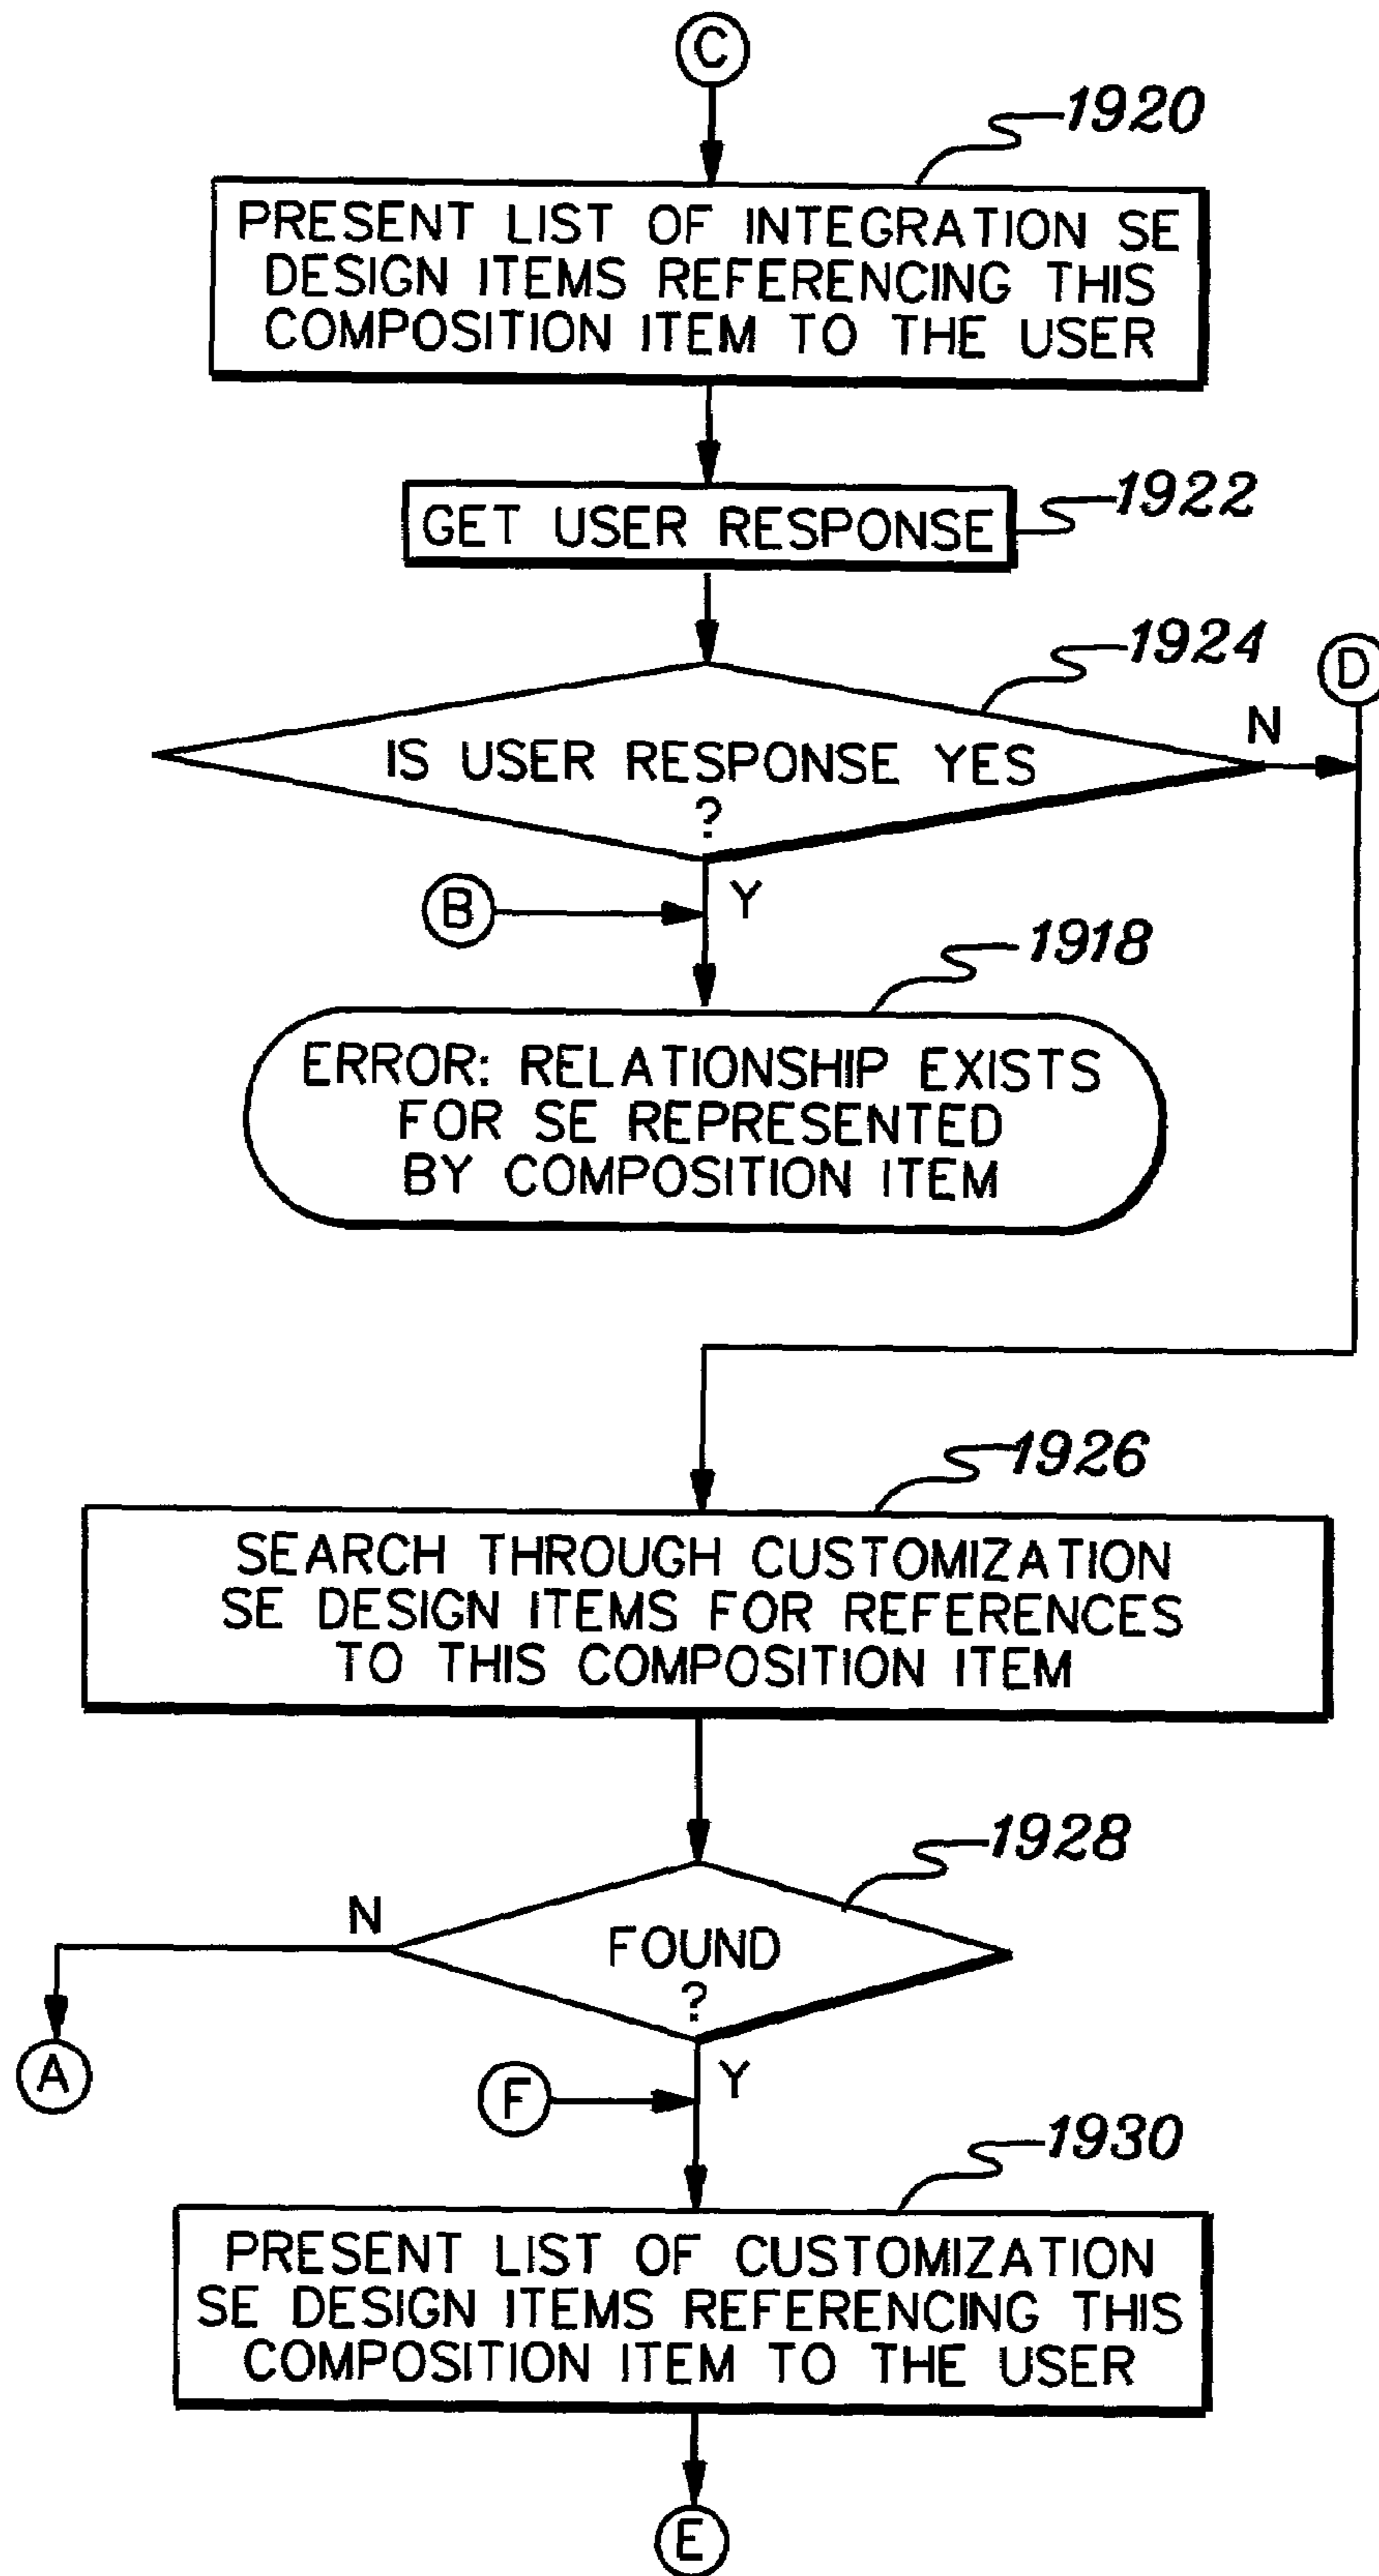 C
1920
PRESENT LIST OF INTEGRATION SE
DESIGN ITEMS REFERENCING THIS
COMPOSITION ITEM TO THE USER
GET USER RESPONSE
1922
1924
D
N
IS USER RESPONSE YES
?
B
Y
1918
ERROR: RELATIONSHIP EXISTS
FOR SE REPRESENTED
BY COMPOSITION ITEM
1926
SEARCH THROUGH CUSTOMIZATION
SE DESIGN ITEMS FOR REFERENCES
TO THIS COMPOSITION ITEM
1928
N
FOUND
?
A
F
Y
1930
PRESENT LIST OF CUSTOMIZATION
SE DESIGN ITEMS REFERENCING THIS
COMPOSITION ITEM TO THE USER
E